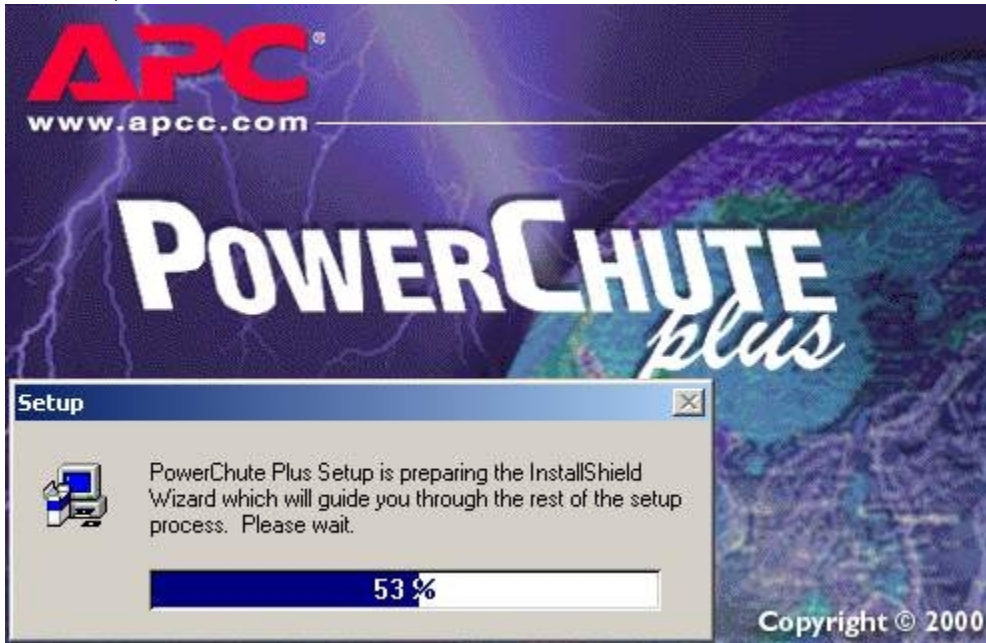 APC®
www.apcc.com
POWERCHUTE
plus
Setup
PowerChute Plus Setup is preparing the InstallShield
Wizard which will guide you through the rest of the setup
process. Please wait.
53 %
Copyright © 2000